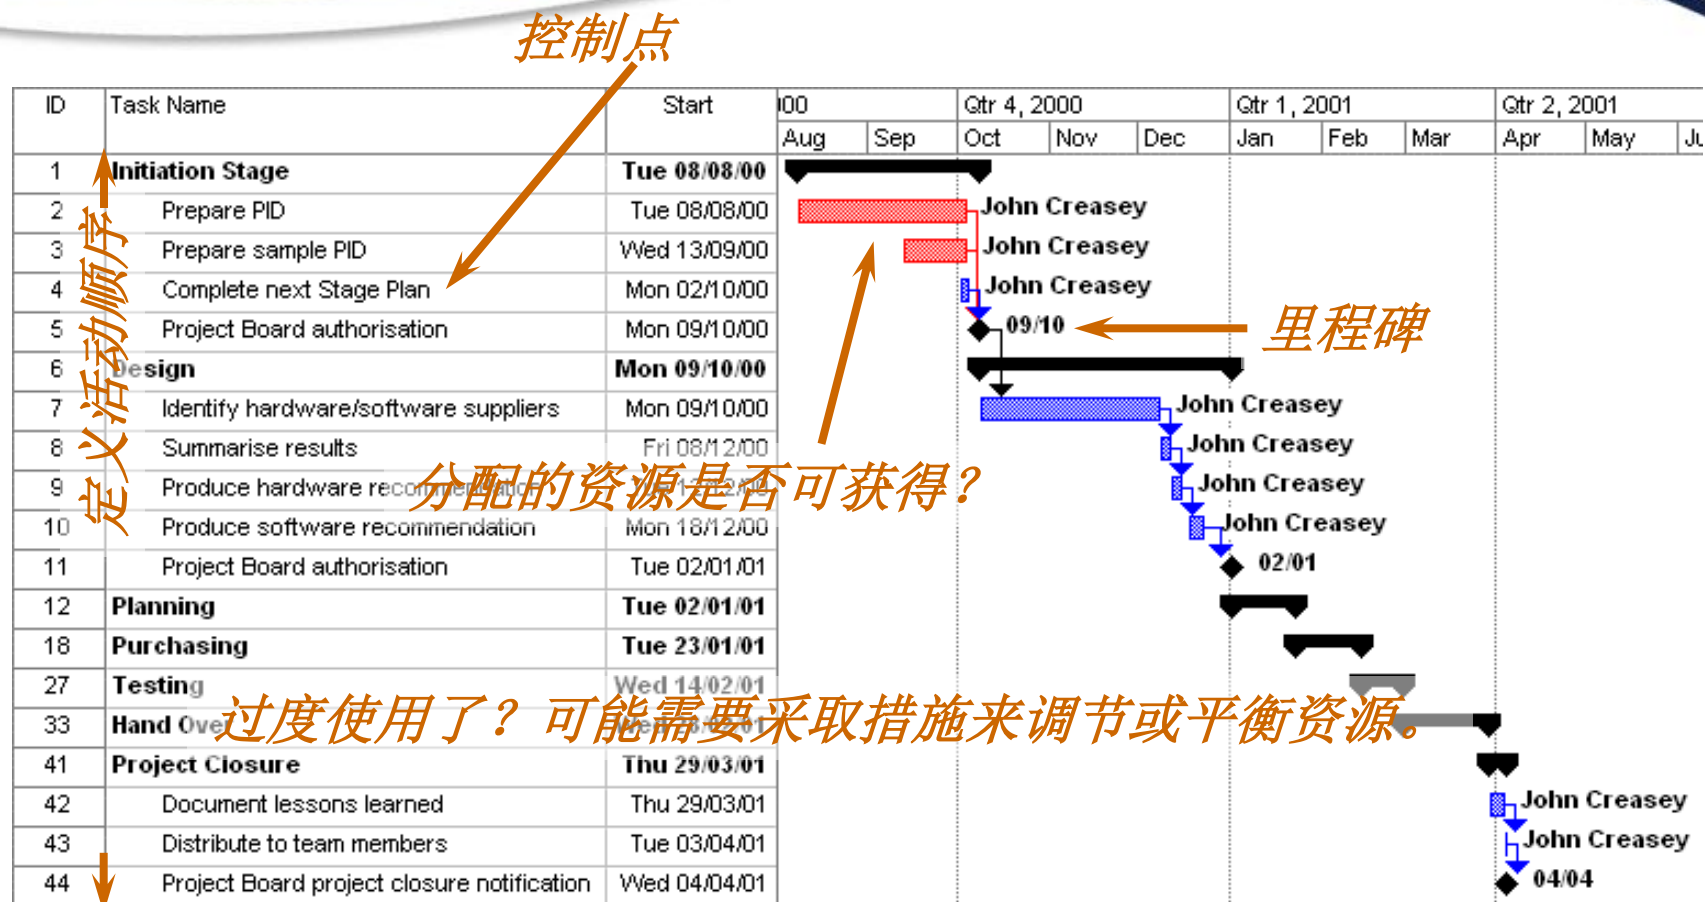 控制点
ID Task Name Start 000 Qtr 4, 2000 Qtr 1, 2001 Qtr 2, 2001
Aug Sep Oct Nov Dec Jan Feb Mar Apr May
1 Initiation Stage Tue 08/08/00
2 Prepare PID Tue 08/08/00 John Creasey
3 Prepare sample PID Wed 13/09/00 John Creasey
4 Complete next Stage Plan Mon 02/10/00 John Creasey
5 Project Board authorisation Mon 09/10/00 09/10 里程碑
6 Design Mon 09/10/00
7 Identify hardware/software suppliers Mon 09/10/00 John Creasey
8 Summarise results Fri 08/12/00 John Creasey
定义活动顺序
分配的资源是否可获得？
9 Produce hardware recommendation John Creasey
10 Produce software recommendation Mon 18/12/00 John Creasey
11 Project Board authorisation Tue 02/01/01 02/01
12 Planning Tue 02/01/01
18 Purchasing Tue 23/01/01
27 Testing Wed 14/02/01
过度使用了？可能需要采取措施来调节或平衡资源。
33 Hand Over Wed 28/02/01
41 Project Closure Thu 29/03/01
42 Document lessons learned Thu 29/03/01 John Creasey
43 Distribute to team members Tue 03/04/01 John Creasey
44 Project Board project closure notification Wed 04/04/01 04/04